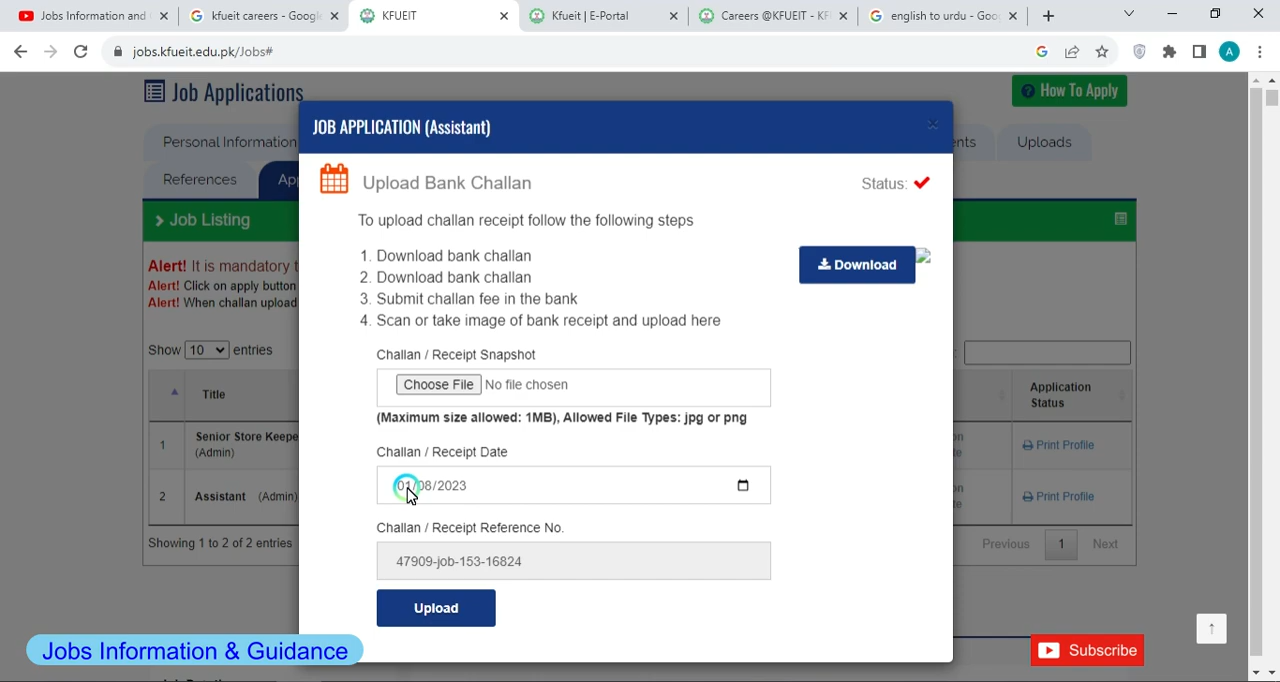 Jobs Information and
kfueit careers - Google
KFUEIT
Kfueit | E-Portal
Careers @KFUEIT - KF
english to urdu - Goo
jobs.kfueit.edu.pk/Jobs#
A
Job Applications
How To Apply
JOB APPLICATION (Assistant)
Personal Information
Uploads
References
Upload Bank Challan
Status:
Job Listing
To upload challan receipt follow the following steps
Alert! It is mandatory t
Alert! Click on apply button
Alert! When challan upload
1. Download bank challan
Download
2. Download bank challan
3. Submit challan fee in the bank
4. Scan or take image of bank receipt and upload here
Show 10 entries
Challan / Receipt Snapshot
Choose File No file chosen
(Maximum size allowed: 1MB), Allowed File Types: jpg or png
Title
Application
Status
1 Senior Store Keepe
(Admin)
Print Profile
Challan / Receipt Date
01/08/2023
2 Assistant (Admin)
Print Profile
Challan / Receipt Reference No.
47909-job-153-16824
Showing 1 to 2 of 2 entries
Previous 1 Next
Upload
Jobs Information & Guidance
Subscribe